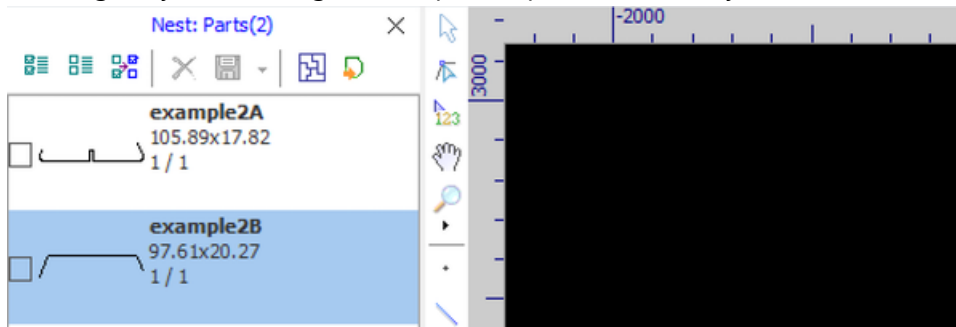 Nest: Parts(2)
-2000
3000
123
example2A
105.89x17.82
1 / 1
example2B
97.61x20.27
1 / 1